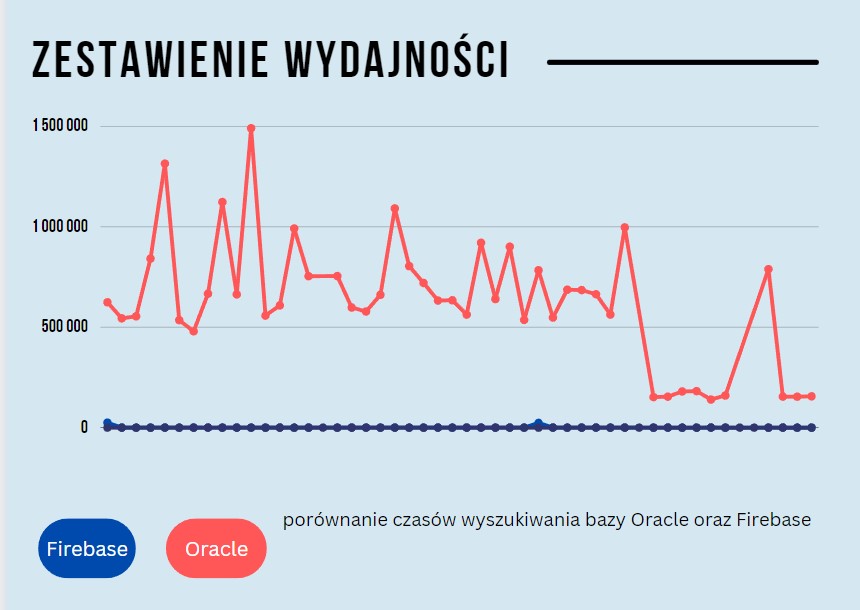 ZESTAWIENIE WYDAJNOŚCI
1 500 000
1 000 000
500 000
0
porównanie czasów wyszukiwania bazy Oracle oraz Firebase
Firebase
Oracle